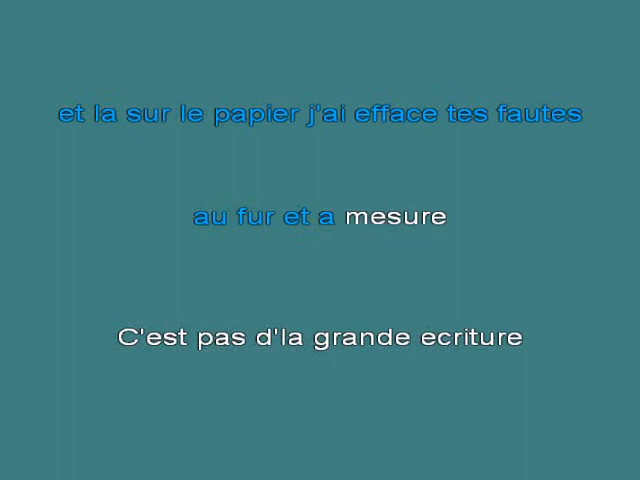 et la sur le papier j'ai efface tes fautes
au fur et a mesure
C'est pas d'la grande ecriture